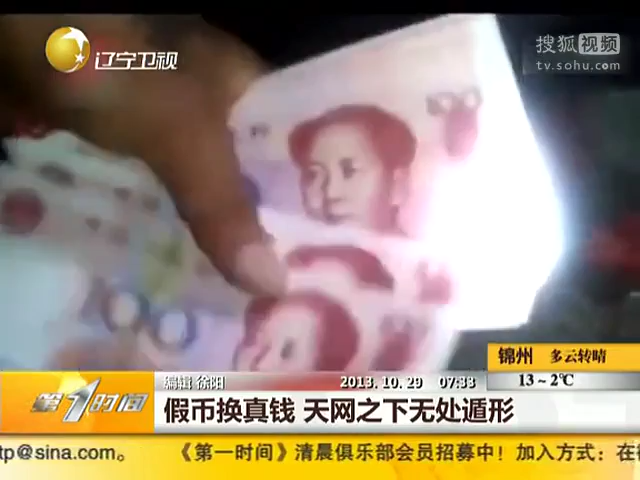 辽宁卫视
搜狐视频
tv.sohu.com
100
100
锦州 多云转晴
13~2℃
编辑 徐阳
2013.10.29 07:33
第1时间
假币换真钱 天网之下无处遁形
tp@sina.com。 《第一时间》清晨俱乐部会员招募中！加入方式：在